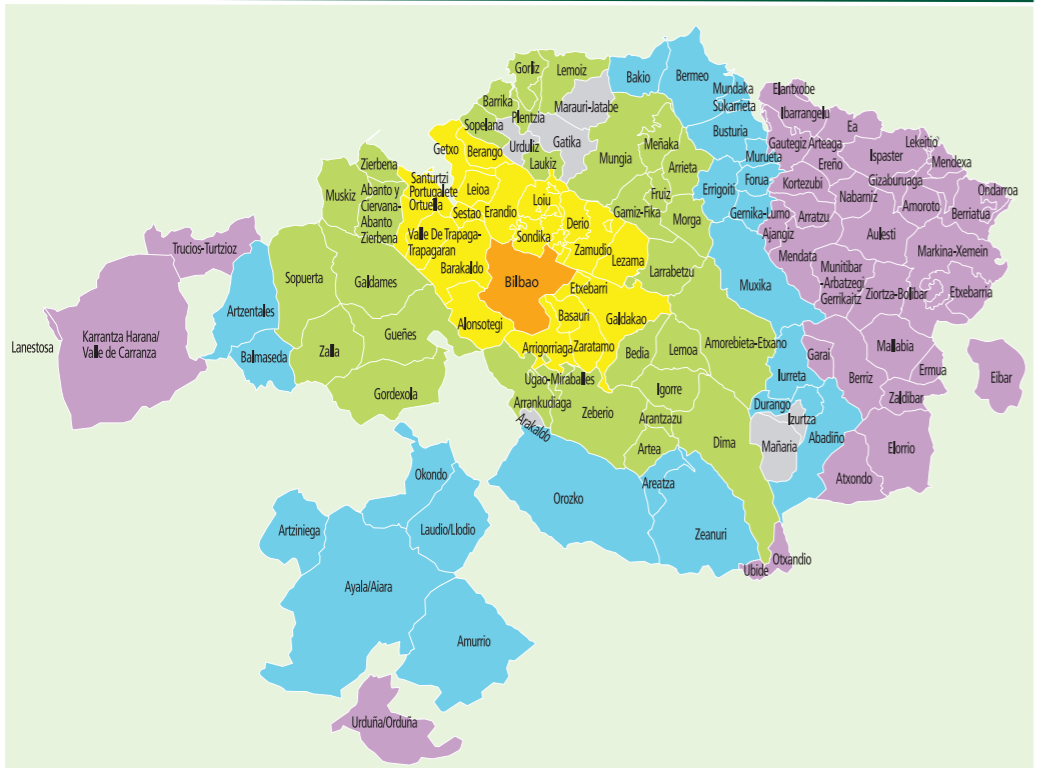 Gorliz
Lemoiz
Bakio
Bermeo
Mundaka
Sukarrieta
Elantxobe
Ibarrangelu
Barrika
Plentzia
Marauri-Jatabe
Sopelana
Urduliz
Gatika
Laukiz
Mungia
Meñaka
Arrieta
Busturia
Murueta
Gautegiz Arteaga
Ea
Ereño
Ispaster
Lekeitio
Mendexa
Getxo
Berango
Zierbena
Santurtzi
Portugalete
Ortuella
Leioa
Muskiz
Abanto y
Ciervana-
Abanto
Zierbena
Sestao
Erandio
Loiu
Sondika
Derio
Zamudio
Lezama
Fruiz
Gamiz-Fika
Morga
Errigoiti
Forua
Gernika-Lumo
Kortezubi
Arratzu
Ajangiz
Mendata
Nabarniz
Gizaburuaga
Amoroto
Ondarroa
Berriatua
Aulesti
Markina-Xemein
Munitibar
-Arbatzegi
Gerrikaitz
Ziortza-Bolibar
Etxebarria
Valle De Trapaga-
Trapagaran
Barakaldo
Bilbao
Etxebarri
Larrabetzu
Muxika
Trucios-Turtzioz
Sopuerta
Galdames
Artzentales
Alonsotegi
Basauri
Galdakao
Karrantza Harana/
Valle de Carranza
Lanestosa
Balmaseda
Zalla
Gueñes
Gordexola
Arrigorriaga
Zaratamo
Bedia
Lemoa
Amorebieta-Etxano
Garai
Mallabia
Iurreta
Berriz
Ermua
Eibar
Zaldibar
Ugao-Miraballes
Arrankudiaga
Arakaldo
Zeberio
Igorre
Arantzazu
Artea
Dima
Durango
Izurtza
Mañaria
Abadiño
Elorrio
Atxondo
Orozko
Areatza
Zeanuri
Ubide
Otxandio
Okondo
Artziniega
Laudio/Llodio
Ayala/Aiara
Amurrio
Urduña/Orduña